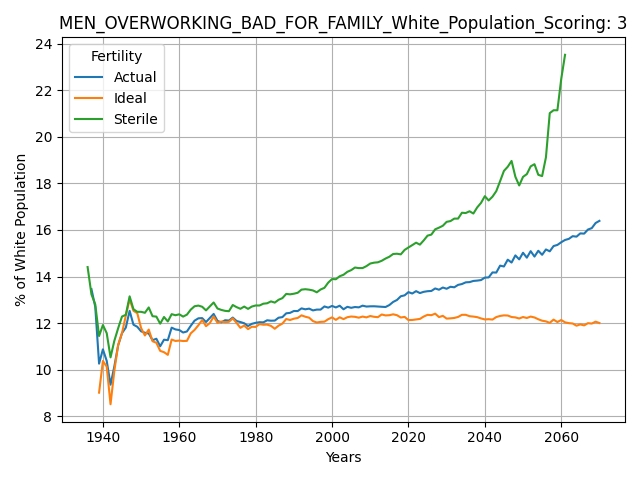 MEN_OVERWORKING_BAD_FOR_FAMILY_White_Population_Scoring: 3
Fertility
Actual
Ideal
Sterile
% of White Population
24
22
20
18
16
14
12
10
8
1940
1960
1980
2000
2020
2040
2060
Years